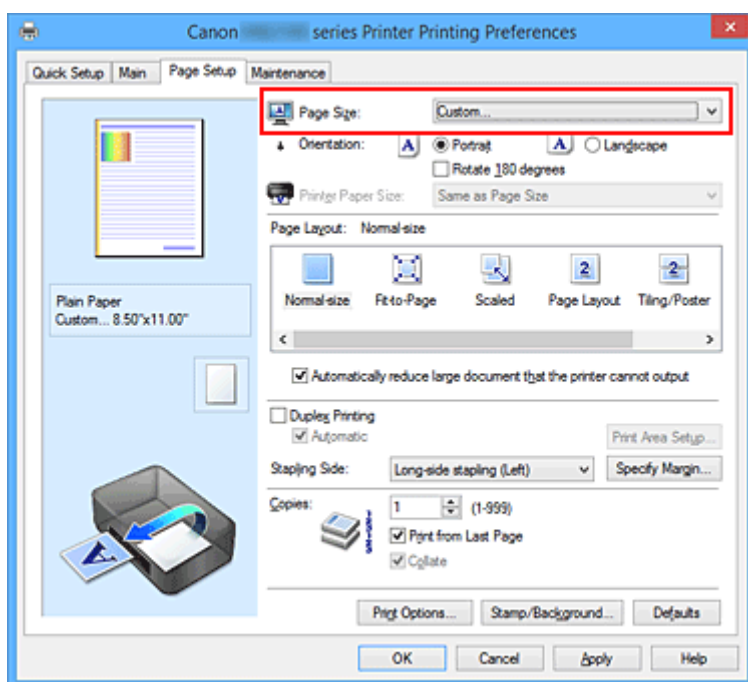 Canon series Printer Printing Preferences
Quick Setup Main Page Setup Maintenance
Page Size: Custom...
Orientation: A Portrait A Landscape
Rotate 180 degrees
Printer Paper Size: Same as Page Size
Page Layout: Normal-size
2 2
Normal-size Fit-to-Page Scaled Page Layout Tiling/Poster
Plain Paper
Custom... 8.50"x11.00"
Automatically reduce large document that the printer cannot output
Duplex Printing
Automatic Print Area Setup...
Stapling Side: Long-side stapling (Left) Specify Margin...
Copies: 1 (1-999)
Print from Last Page
Collate
A
Print Options... Stamp/Background... Defaults
OK Cancel Apply Help